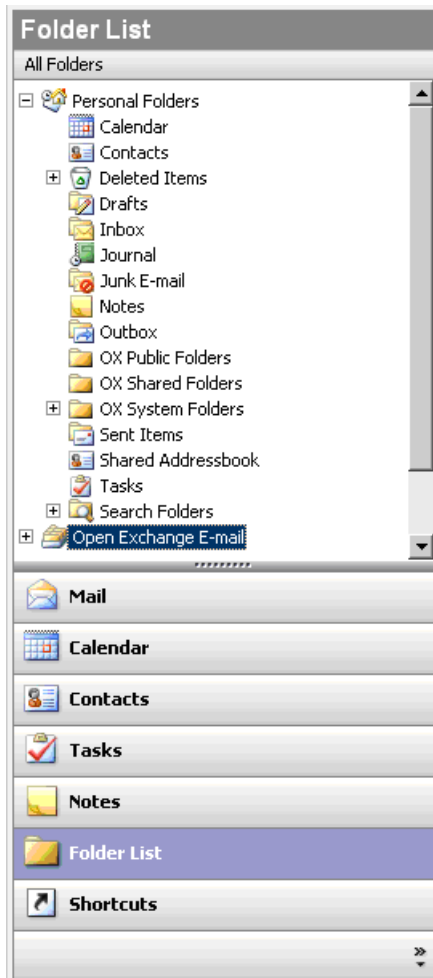 Folder List
All Folders
Personal Folders
Calendar
Contacts
Deleted Items
Drafts
Inbox
Journal
Junk E-mail
Notes
Outbox
OX Public Folders
OX Shared Folders
OX System Folders
Sent Items
Shared Addressbook
Tasks
Search Folders
Open Exchange E-mail
Mail
Calendar
Contacts
Tasks
Notes
Folder List
Shortcuts